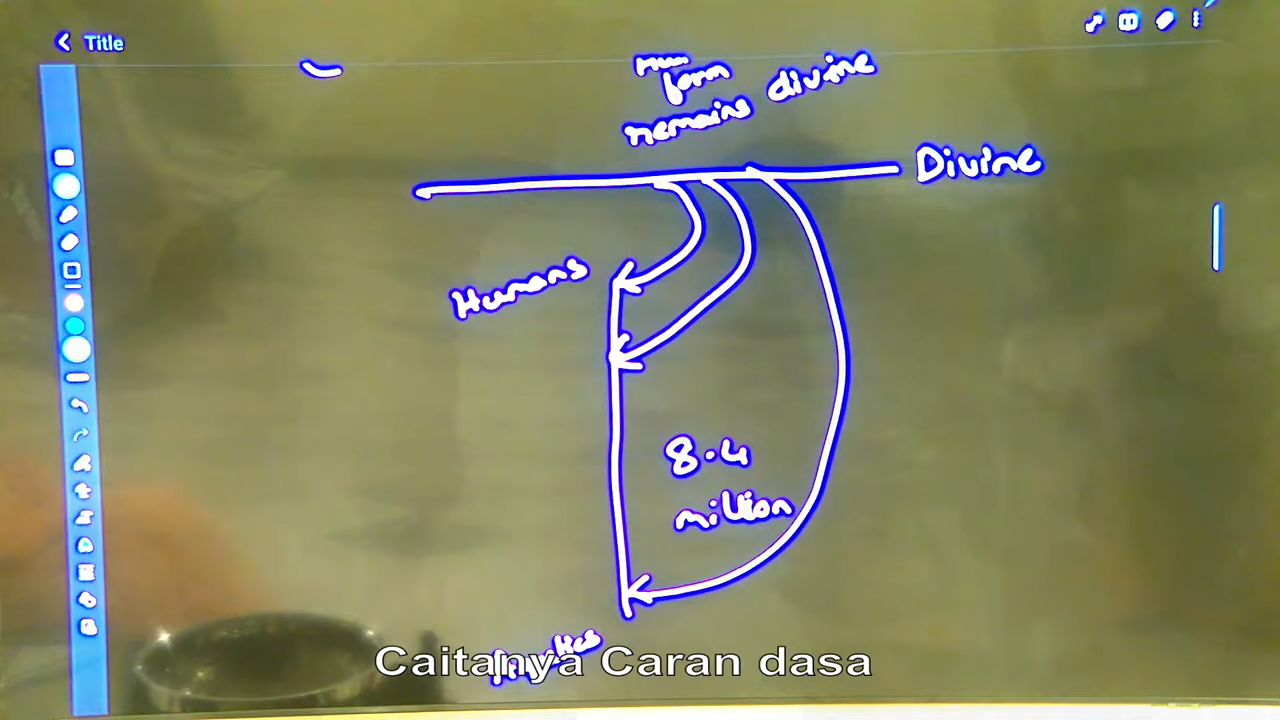 Title
form
remains divine
Divine
Humans
8.4
million
Caitanya Caran dasa